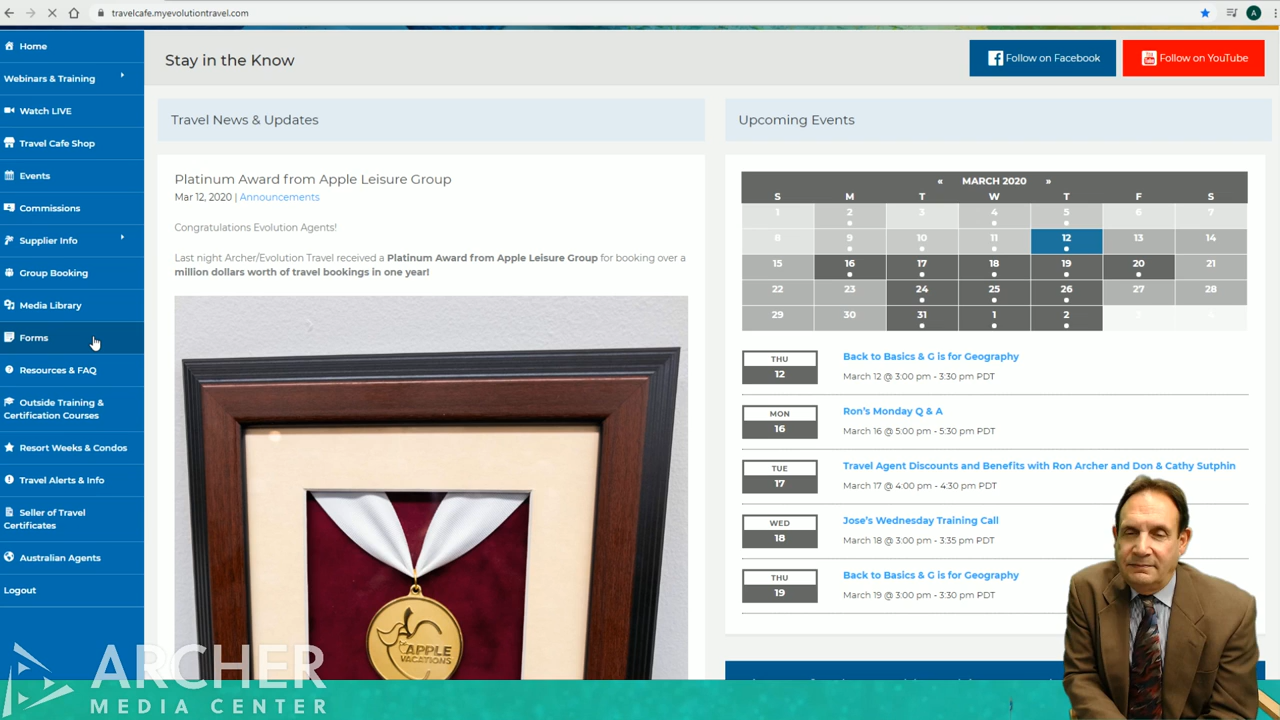 travelcafe.myevolutiontravel.com
A
Home
Webinars & Training
Watch LIVE
Travel Cafe Shop
Events
Commissions
Supplier Info
Group Booking
Media Library
Forms
Resources & FAQ
Outside Training &
Certification Courses
Resort Weeks & Condos
Travel Alerts & Info
Seller of Travel
Certificates
Australian Agents
Logout
Stay in the Know
Follow on Facebook
Follow on YouTube
Travel News & Updates
Platinum Award from Apple Leisure Group
Mar 12, 2020 | Announcements
Congratulations Evolution Agents!
Last night Archer/Evolution Travel received a Platinum Award from Apple Leisure Group for booking over a
million dollars worth of travel bookings in one year!
APPLE
VACATIONS
Upcoming Events
« MARCH 2020 »
S M T W T F S
1 2 3 4 5 6 7
8 9 10 11 12 13 14
15 16 17 18 19 20 21
22 23 24 25 26 27 28
29 30 31 1 2
THU
12
Back to Basics & G is for Geography
March 12 @ 3:00 pm - 3:30 pm PDT
MON
16
Ron's Monday Q & A
March 16 @ 5:00 pm - 5:30 pm PDT
TUE
17
Travel Agent Discounts and Benefits with Ron Archer and Don & Cathy Sutphin
March 17 @ 4:00 pm - 4:30 pm PDT
WED
18
Jose's Wednesday Training Call
March 18 @ 3:00 pm - 3:35 pm PDT
THU
19
Back to Basics & G is for Geography
March 19 @ 3:00 pm - 3:30 pm PDT
ARCHER
MEDIA CENTER